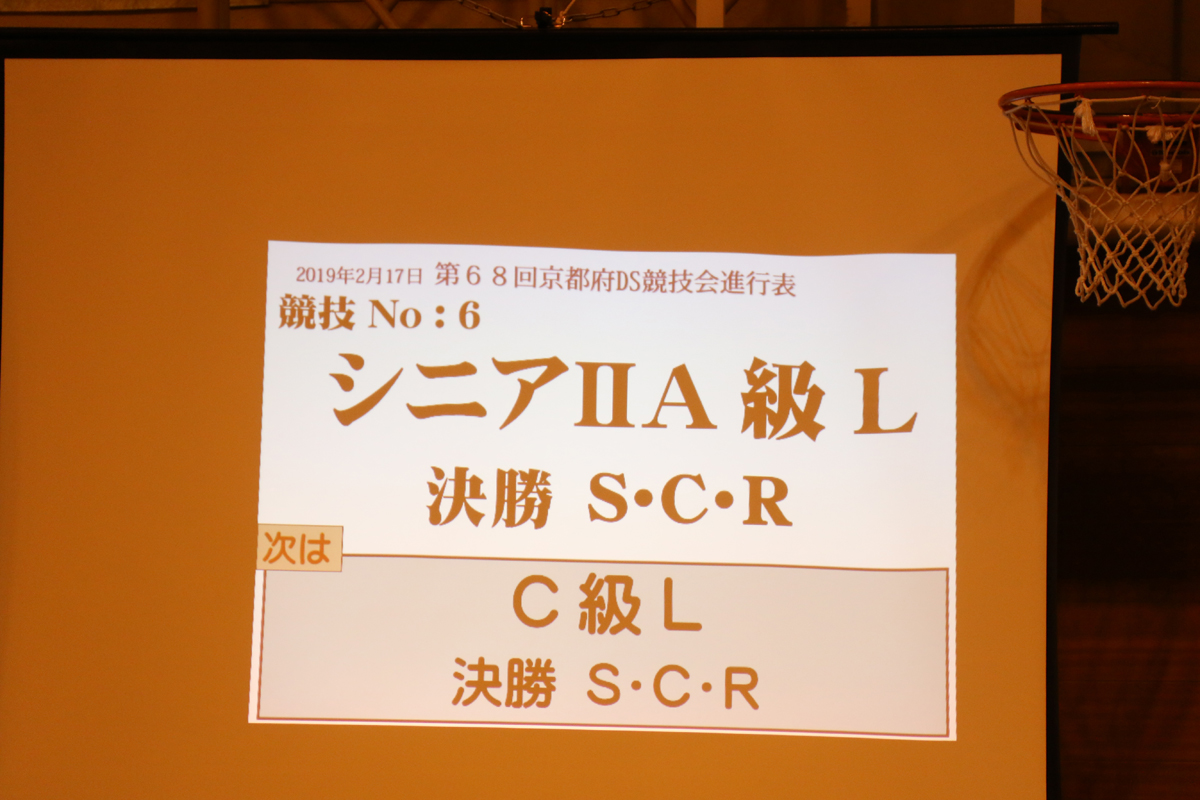 2019年2月17日 第６８回京都府DS競技会進行表
競技 No：6
シニアⅡA 級 L
決勝 S・C・R
次は
C 級 L
決勝 S・C・R